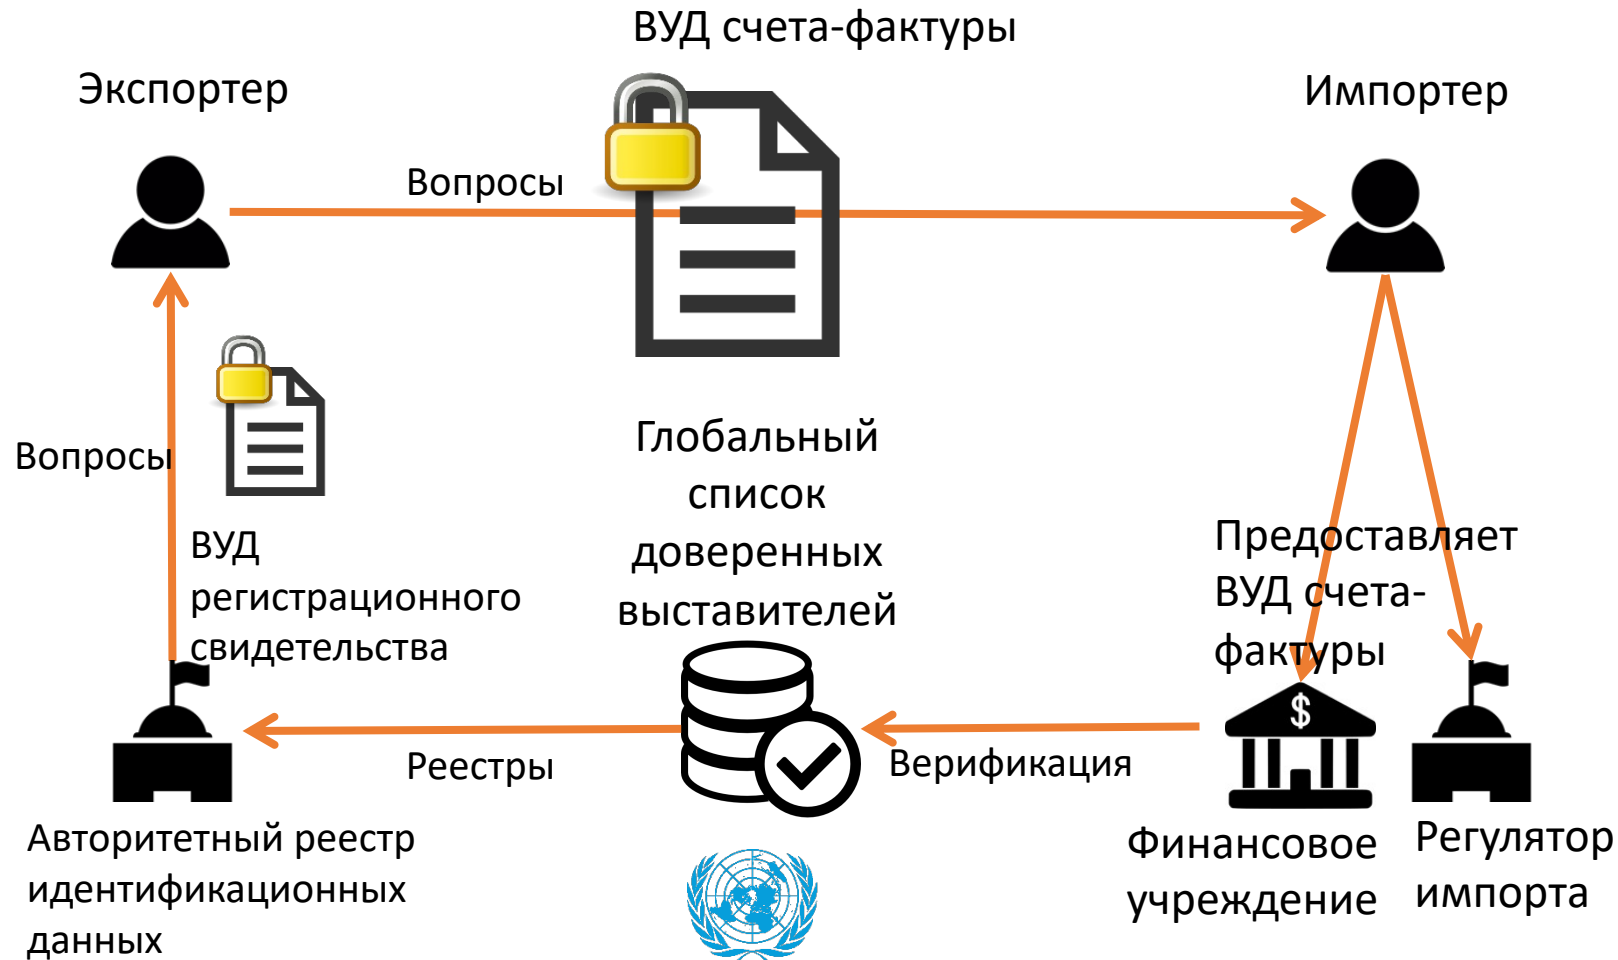 ВУД счета-фактуры
Экспортер
Импортер
Вопросы
Вопросы
ВУД
регистрационного
свидетельства
Глобальный
список
доверенных
выставителей
Предоставляет
ВУД счета-
фактуры
$
Реестры
Верификация
Авторитетный реестр
идентификационных
данных
Финансовое
учреждение
Регулятор
импорта